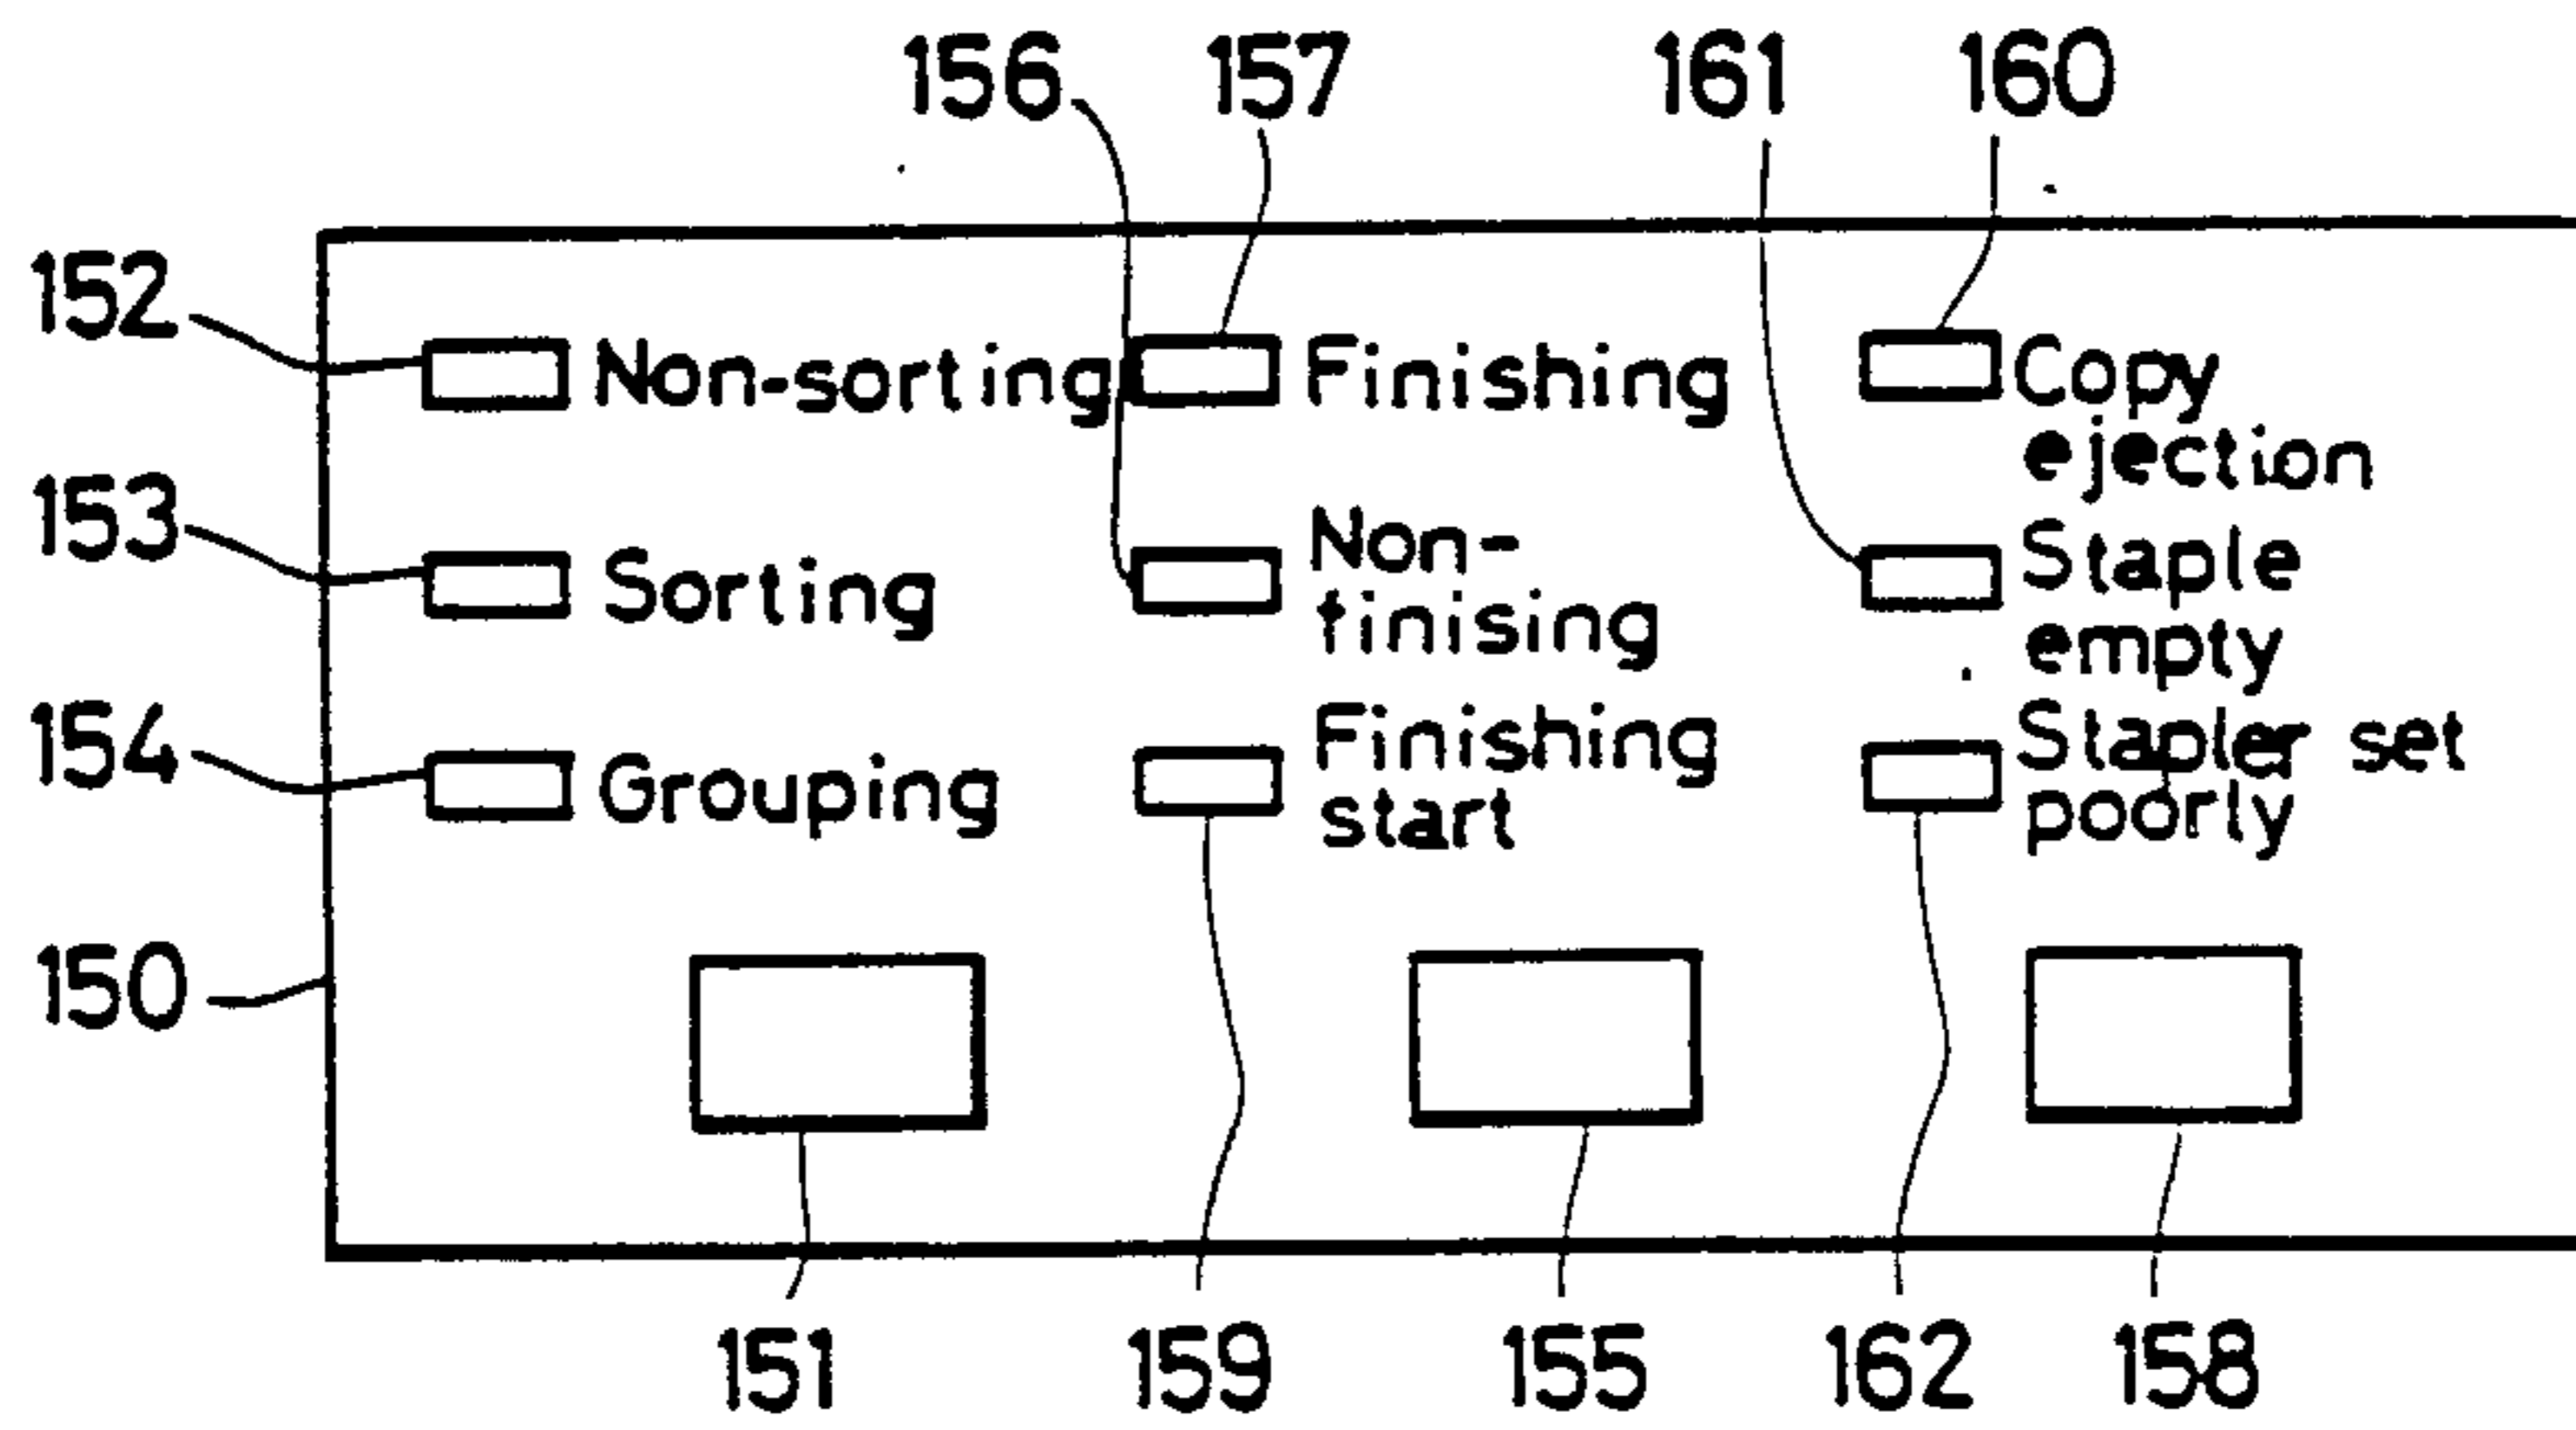 156 157 161 160
152
Non-sorting Finishing Copy
ejection
153
Sorting Non-
finising Staple
empty
154
Grouping Finishing
start Stapler set
poorly
150
151 159 155 162 158